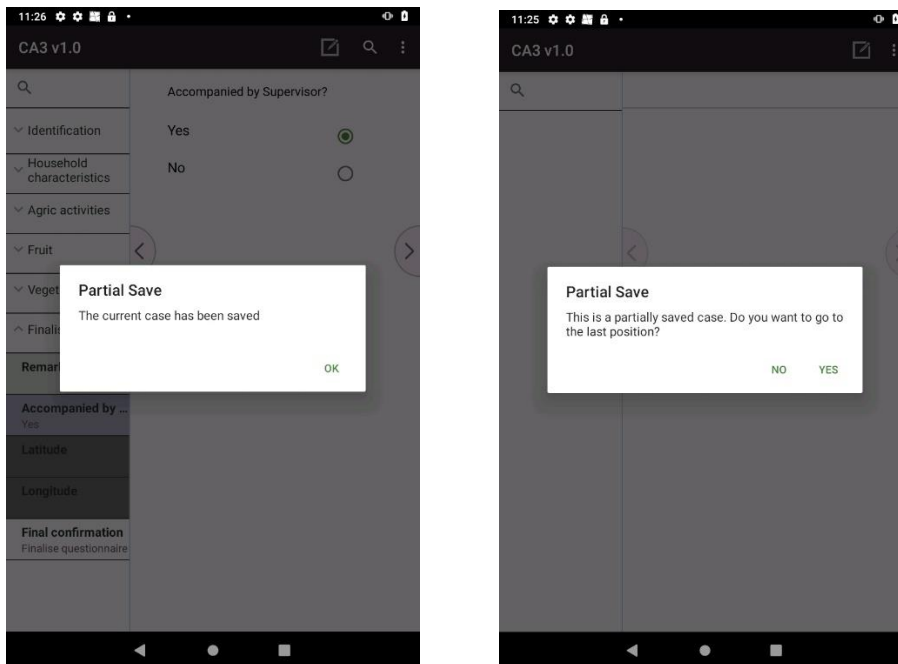 11:26
CA3 v1.0
Accompanied by Supervisor?
Identification
Yes
Household
characteristics
No
Agric activities
Fruit
Veget
Partial Save
The current case has been saved
Finalis
Remar
OK
Accompanied by ...
Yes
Latitude
Longitude
Final confirmation
Finalise questionnaire
11:25
CA3 v1.0
Partial Save
This is a partially saved case. Do you want to go to
the last position?
NO YES